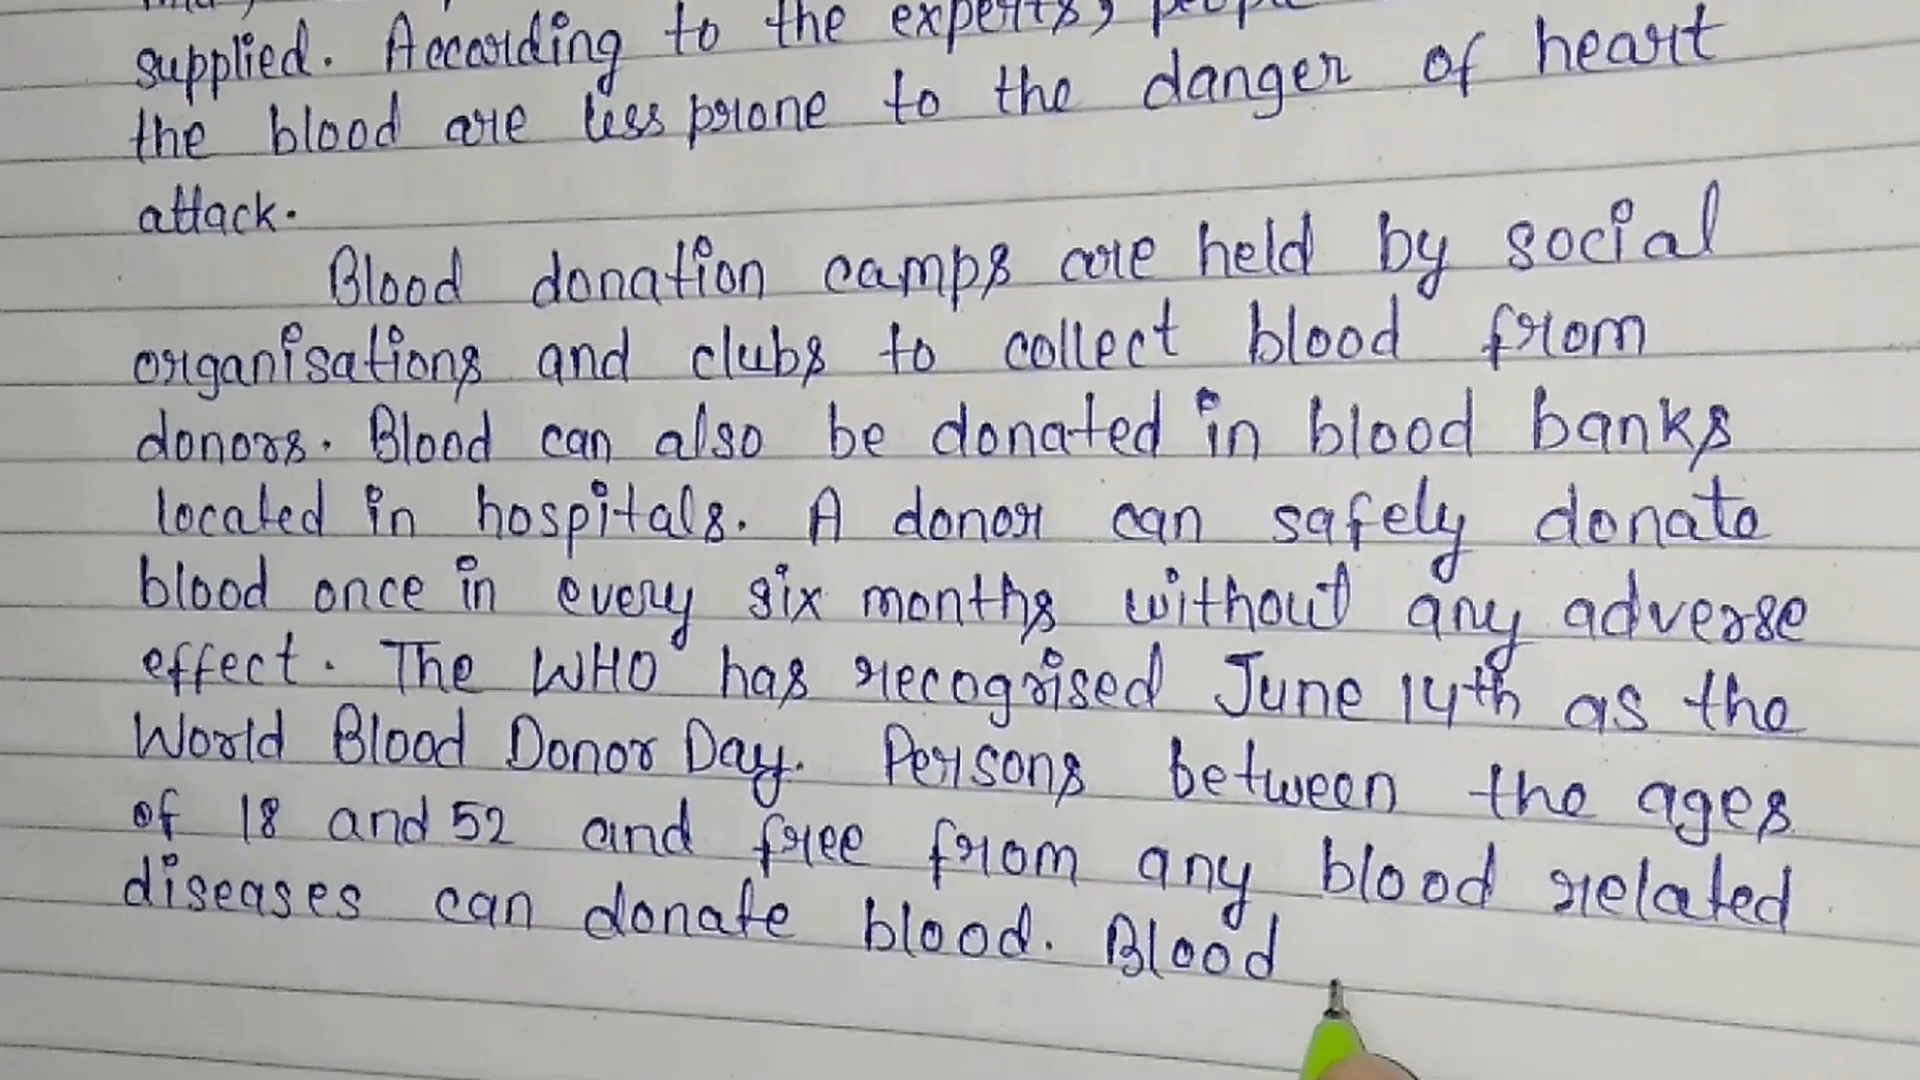 supplied. According to the experts,
the blood are less prone to the danger of heart
attack.
Blood donation camps are held by social
organisations and clubs to collect blood from
donors. Blood can also be donated in blood banks
located in hospitals. A donor can safely donate
blood once in every six months without any adverse
effect. The WHO has recognised June 14th as the
World Blood Donor Day. Persons between the ages
of 18 and 52 and free from any blood related
diseases can donate blood. Blood